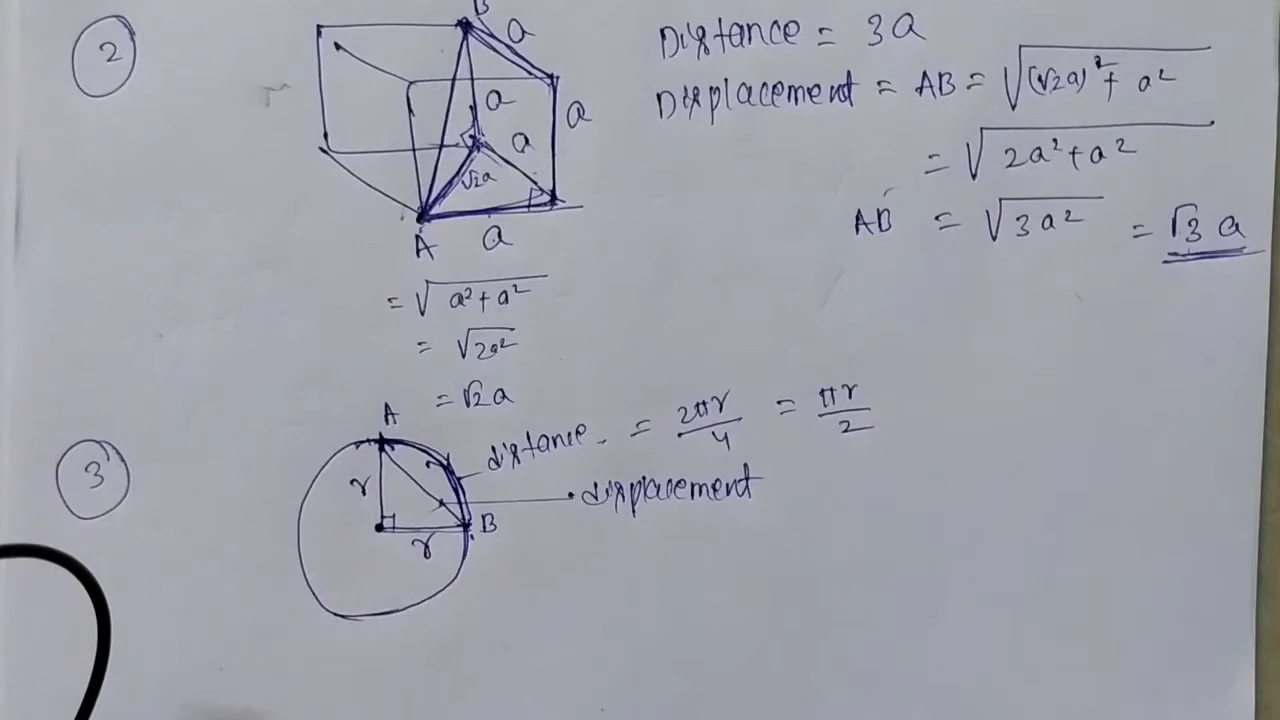 2
B
a
a
a
a
√2a
A
a
Distance = 3a
Displacement = AB = √(√2a)² + a²
= √2a² + a²
AB = √3a² = √3 a
= √a² + a²
= √2a²
= √2a
3
A
r
r
B
distance = 2πr/4 = πr/2
displacement